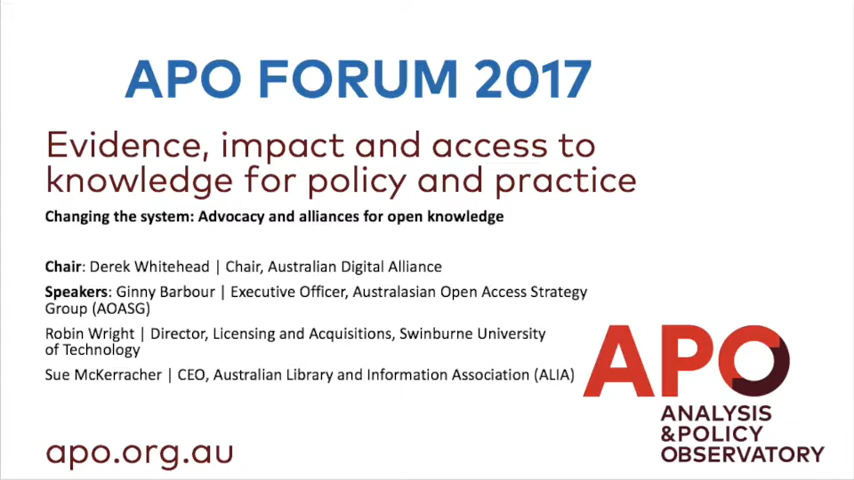 APO FORUM 2017
Evidence, impact and access to
knowledge for policy and practice
Changing the system: Advocacy and alliances for open knowledge
Chair: Derek Whitehead | Chair, Australian Digital Alliance
Speakers: Ginny Barbour | Executive Officer, Australasian Open Access Strategy
Group (AOASG)
Robin Wright | Director, Licensing and Acquisitions, Swinburne University
of Technology
Sue McKerracher | CEO, Australian Library and Information Association (ALIA)
APO
ANALYSIS
&POLICY
OBSERVATORY
apo.org.au